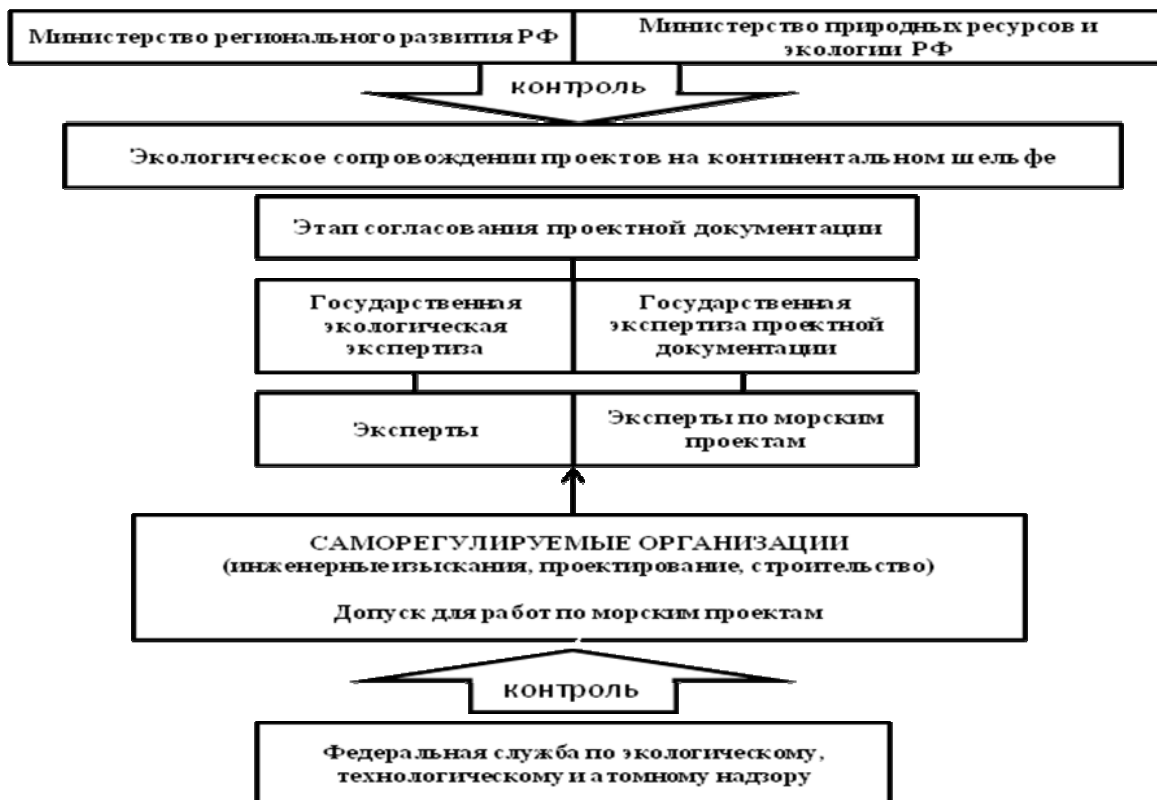 Министерство регионального развития РФ
Министерство природных ресурсов и
экологии РФ
контроль
Экологическое сопровождении проектов на континентальном шельфе
Этап согласования проектной документации
Государственная
экологическая
экспертиза
Государственная
экспертиза проектной
документации
Эксперты
Эксперты по морским
проектам
САМОРЕГУЛИРУЕМЫЕ ОРГАНИЗАЦИИ
(инженерные изыскания, проектирование, строительство)
Допуск для работ по морским проектам
контроль
Федеральная служба по экологическому,
технологическому и атомному надзору